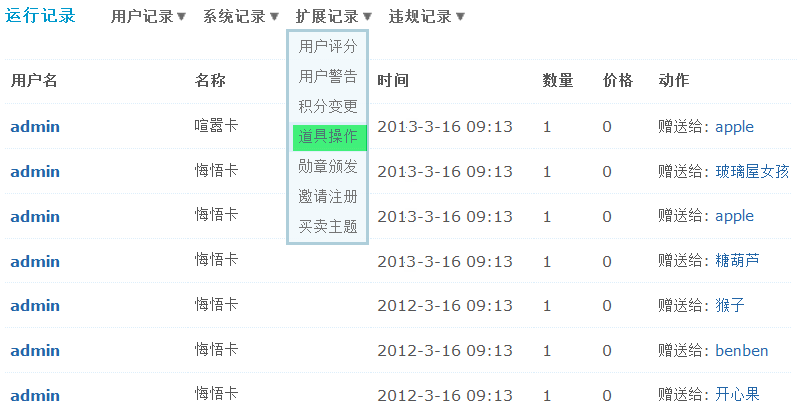 运行记录 用户记录▼ 系统记录▼ 扩展记录▼ 违规记录▼
用户评分
用户警告
积分变更
道具操作
勋章颁发
邀请注册
买卖主题
用户名 名称 时间 数量 价格 动作
admin 喧嚣卡 2013-3-16 09:13 1 0 赠送给: apple
admin 悔悟卡 2013-3-16 09:13 1 0 赠送给: 玻璃屋女孩
admin 悔悟卡 2013-3-16 09:13 1 0 赠送给: apple
admin 悔悟卡 2013-3-16 09:13 1 0 赠送给: 糖葫芦
admin 悔悟卡 2012-3-16 09:13 1 0 赠送给: 猴子
admin 悔悟卡 2012-3-16 09:13 1 0 赠送给: benben
admin 悔悟卡 2012-3-16 09:13 1 0 赠送给: 开心果